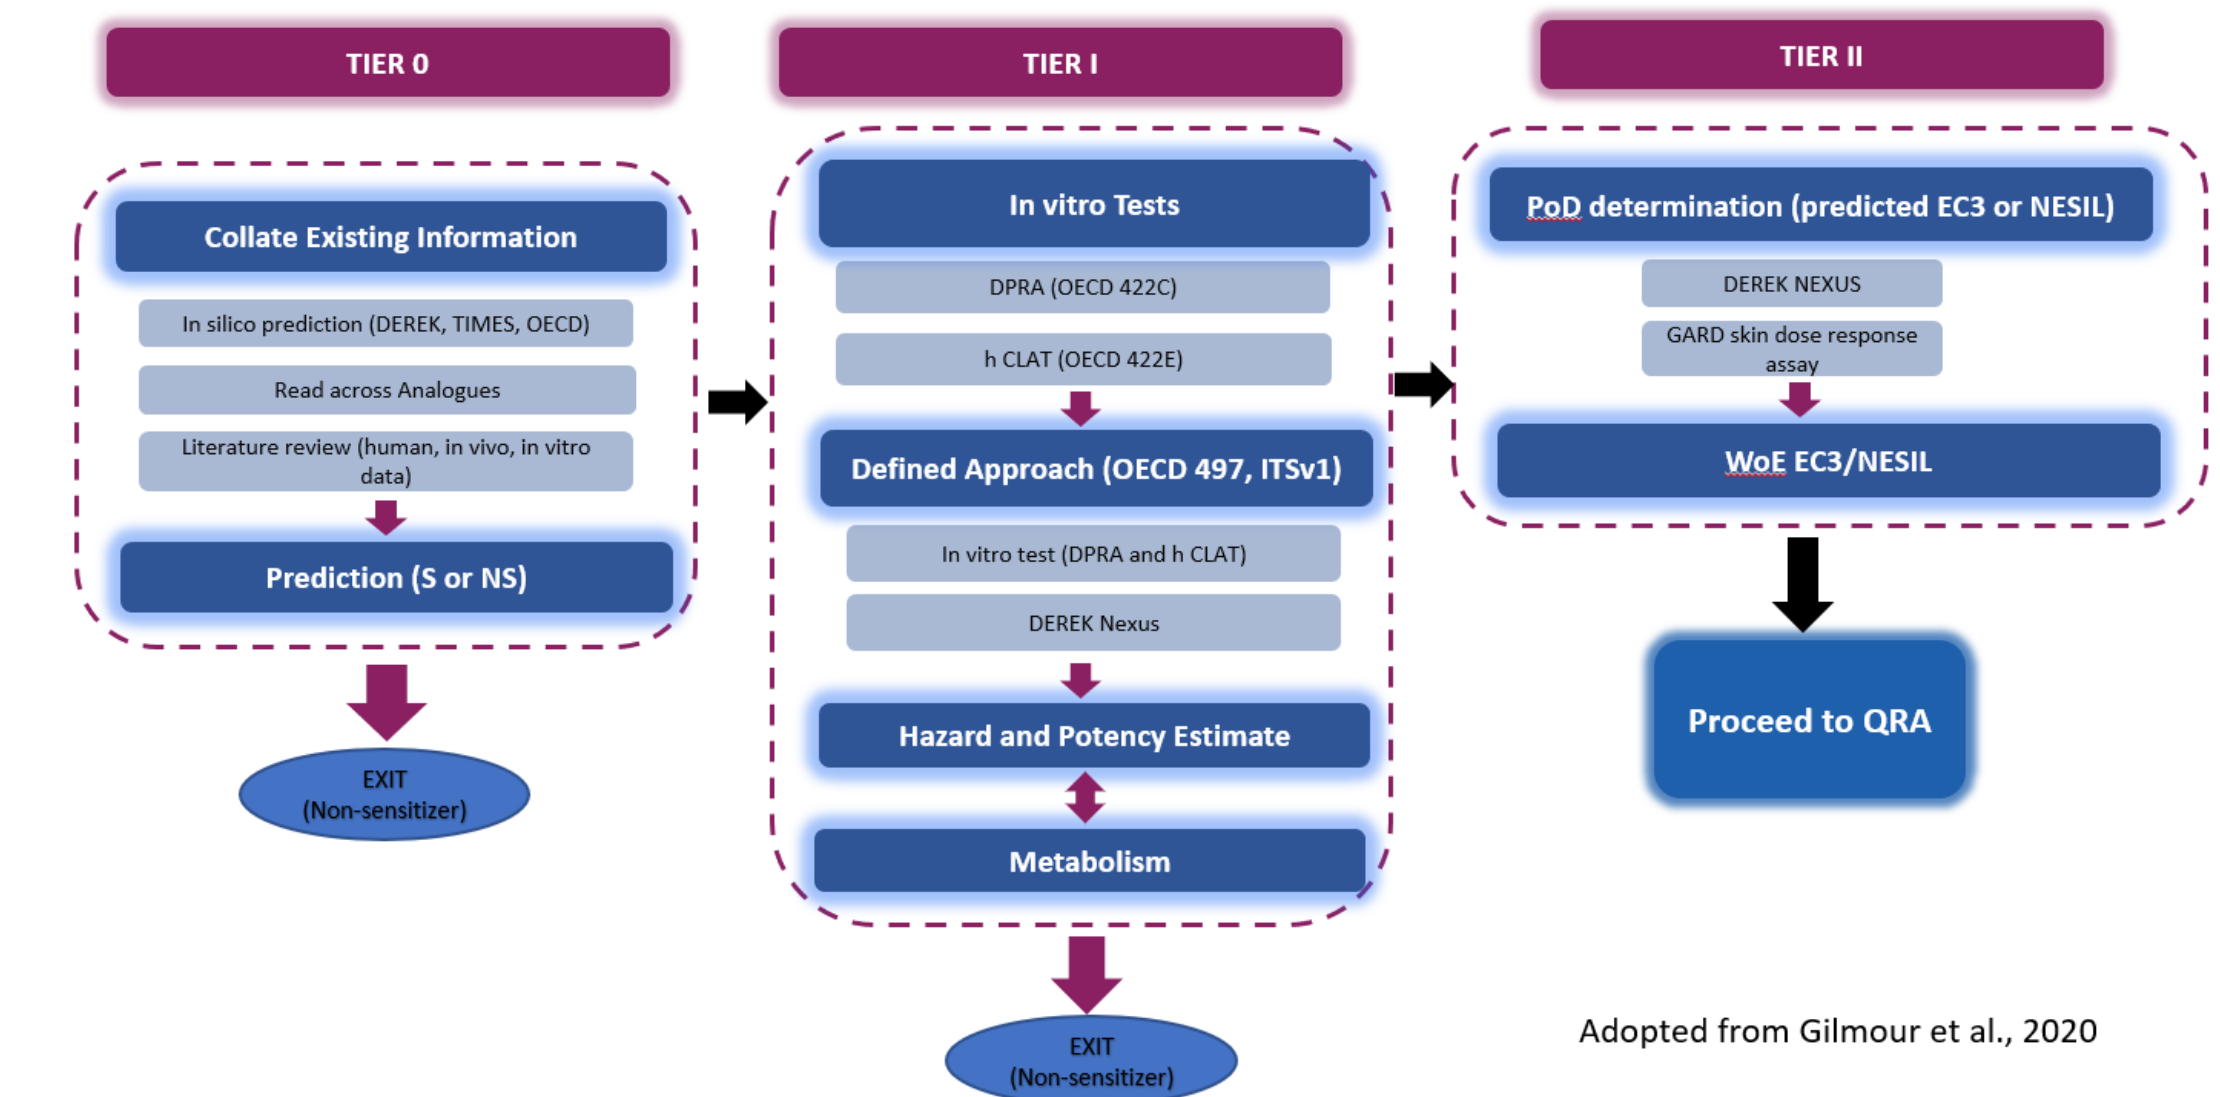 TIER 0
Collate Existing Information
In silico prediction (DEREK, TIMES, OECD)
Read across Analogues
Literature review (human, in vivo, in vitro
data)
Prediction (S or NS)
EXIT
(Non-sensitizer)
TIER I
In vitro Tests
DPRA (OECD 422C)
h CLAT (OECD 422E)
Defined Approach (OECD 497, ITSv1)
In vitro test (DPRA and h CLAT)
DEREK Nexus
Hazard and Potency Estimate
Metabolism
EXIT
(Non-sensitizer)
TIER II
PoD determination (predicted EC3 or NESIL)
DEREK NEXUS
GARD skin dose response
assay
WoE EC3/NESIL
Proceed to QRA
Adopted from Gilmour et al., 2020